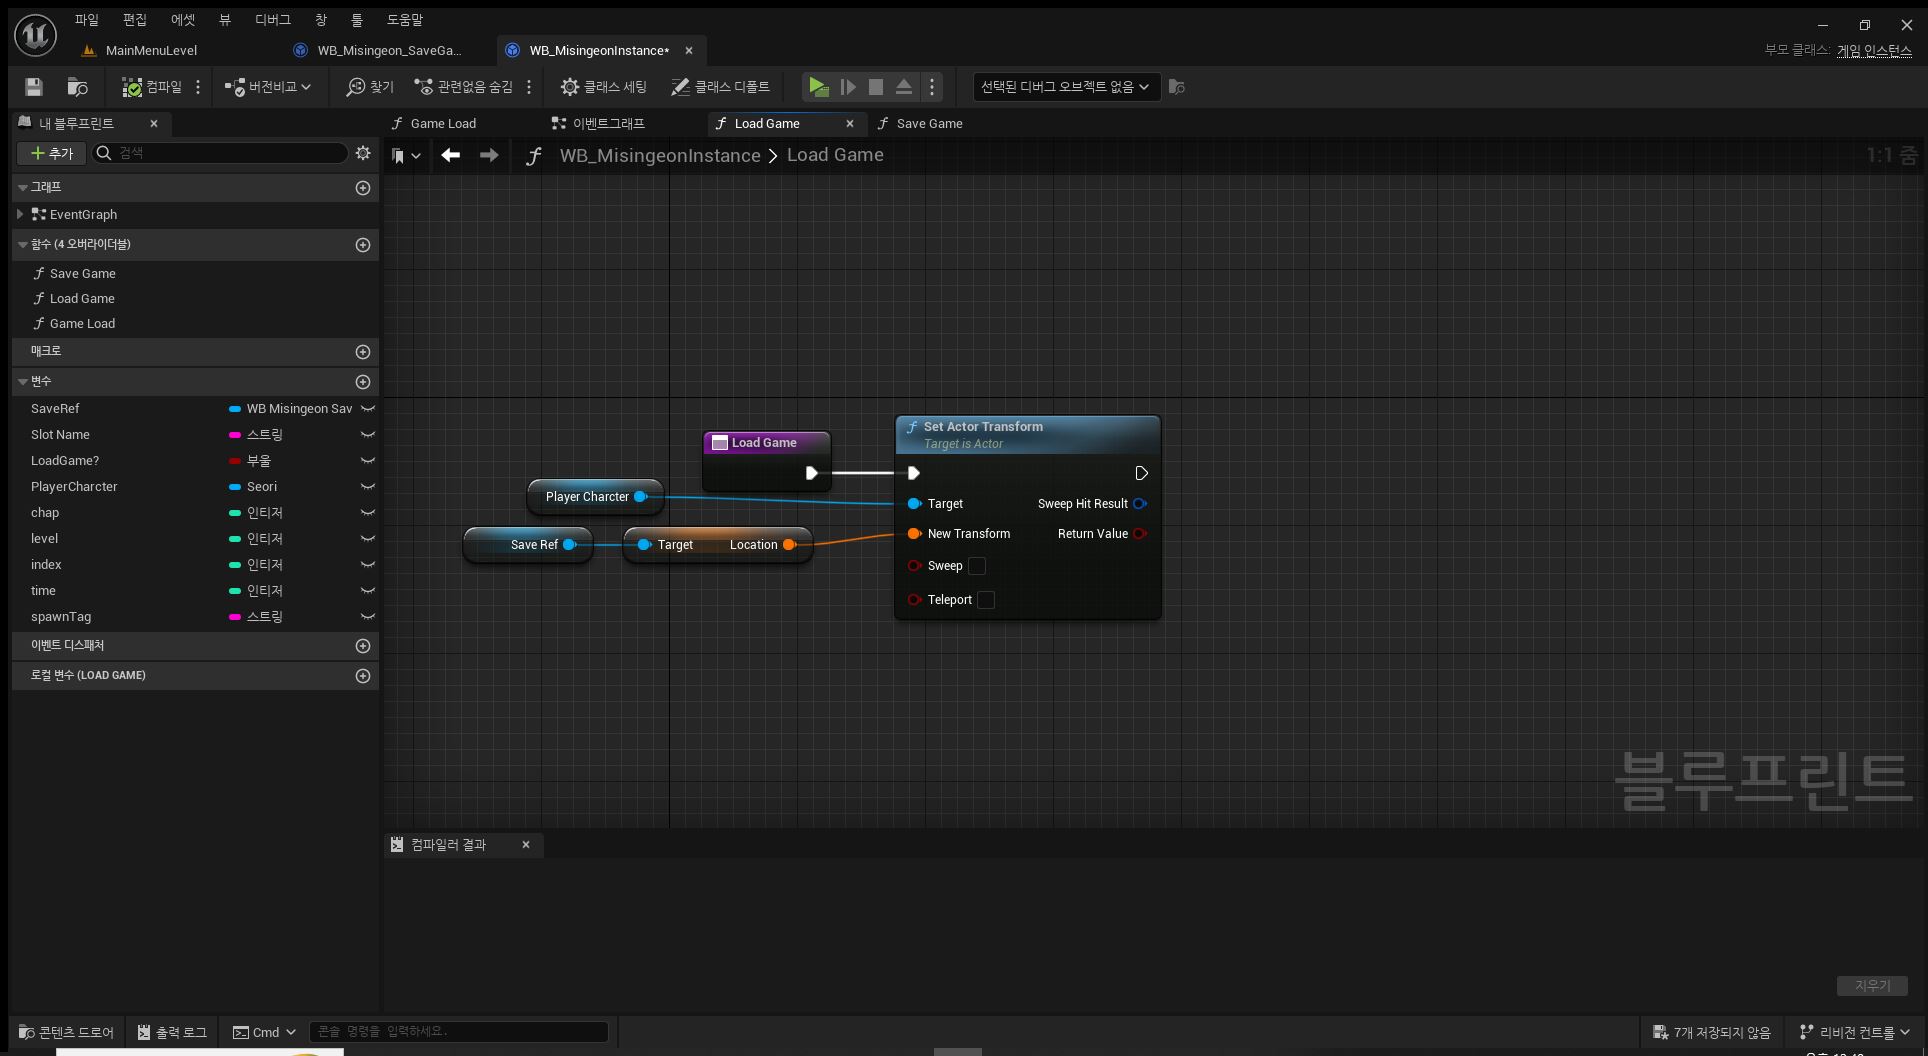 파일 편집 에셋 뷰 디버그 창 툴 도움말
MainMenuLevel WB_Misingeon_SaveGa... WB_MisingeonInstance*
부모 클래스: 게임 인스턴스
컴파일 버전비교 찾기 관련없음 숨김 클래스 세팅 클래스 디폴트 선택된 디버그 오브젝트 없음
내 블루프린트
Game Load 이벤트그래프 Load Game Save Game
추가 검색
WB_MisingeonInstance > Load Game
1:1 줌
그래프
EventGraph
함수 (4 오버라이더블)
Save Game
Load Game
Game Load
매크로
변수
SaveRef WB Misingeon Sav
Slot Name 스트링
LoadGame? 부울
PlayerCharcter Seori
chap 인티저
level 인티저
index 인티저
time 인티저
spawnTag 스트링
이벤트 디스패처
로컬 변수 (LOAD GAME)
Load Game
Player Charcter
Save Ref
Target Location
Set Actor Transform
Target is Actor
Target Sweep Hit Result
New Transform Return Value
Sweep
Teleport
블루프린트
컴파일러 결과
지우기
콘텐츠 드로어 출력 로그 Cmd 콘솔 명령을 입력하세요.
7개 저장되지 않음 리비전 컨트롤